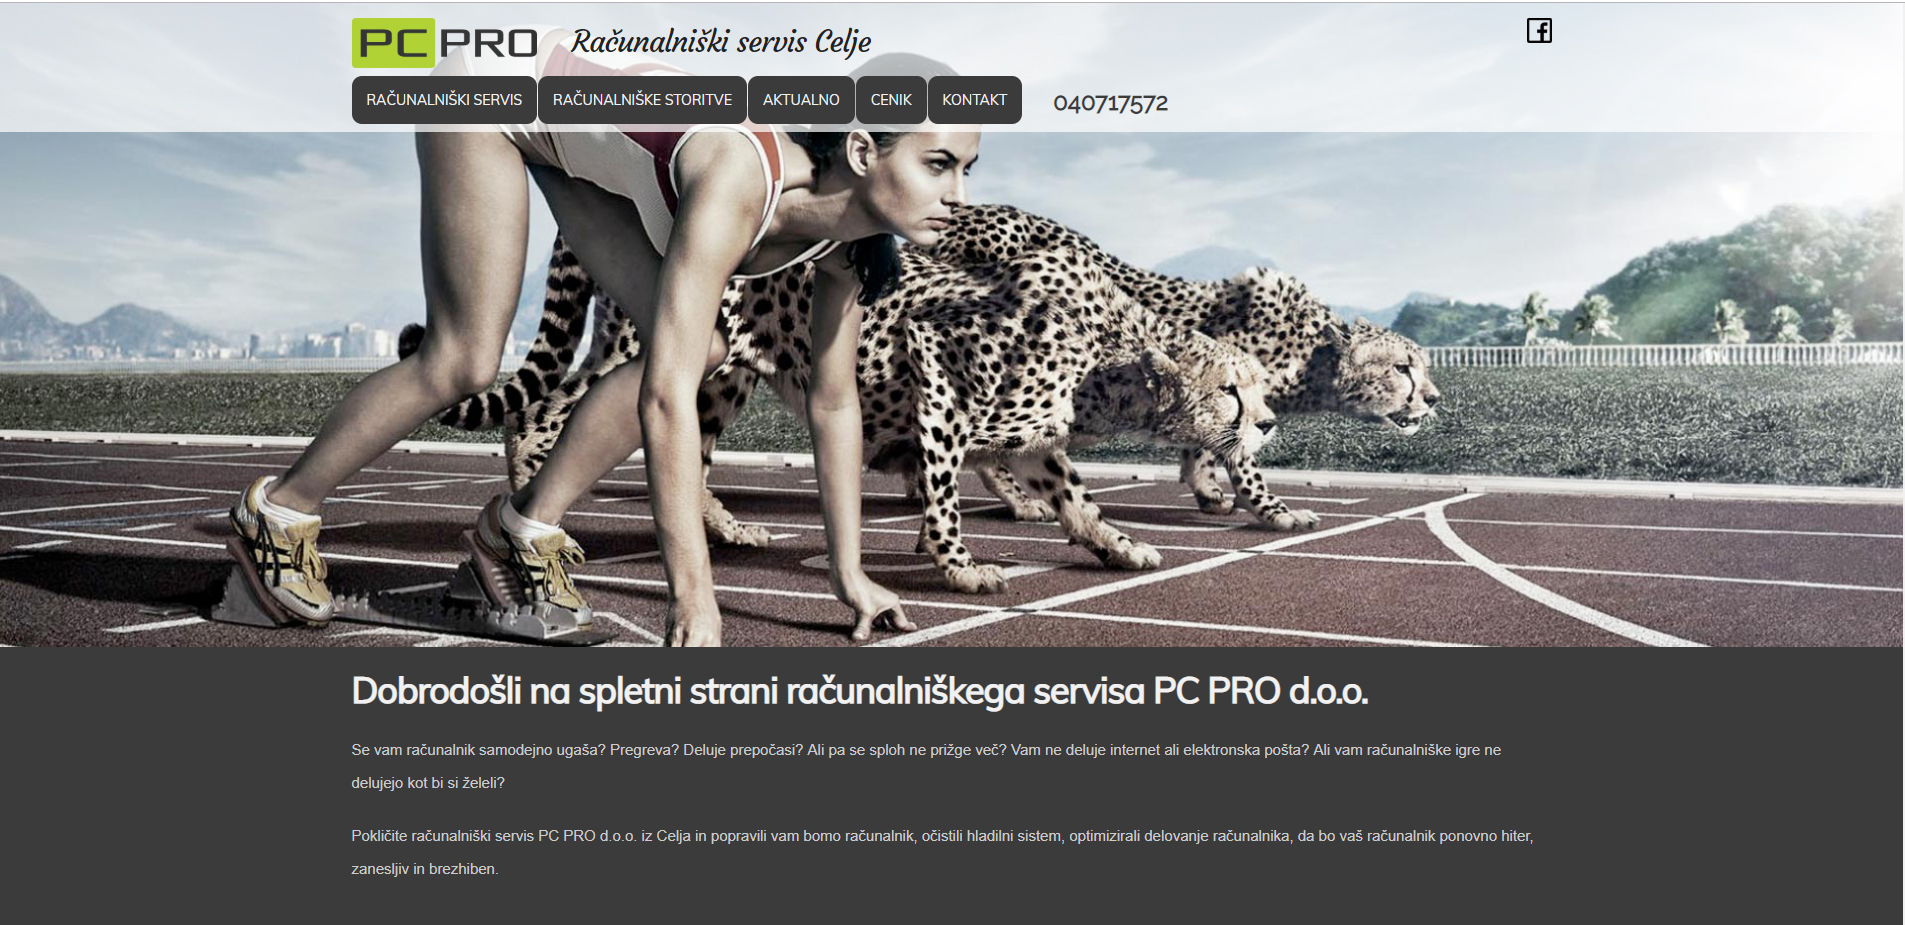 PC PRO
Računalniški servis Celje
RAČUNALNIŠKI SERVIS
RAČUNALNIŠKE STORITVE
AKTUALNO
CENIK
KONTAKT
040717572
Dobrodošli na spletni strani računalniškega servisa PC PRO d.o.o.
Se vam računalnik samodejno ugaša? Pregreva? Deluje prepočasi? Ali pa se sploh ne prižge več? Vam ne deluje internet ali elektronska pošta? Ali vam računalniške igre ne
delujejo kot bi si želeli?
Pokličite računalniški servis PC PRO d.o.o. iz Celja in popravili vam bomo računalnik, očistili hladilni sistem, optimizirali delovanje računalnika, da bo vaš računalnik ponovno hiter,
zanesljiv in brezhiben.